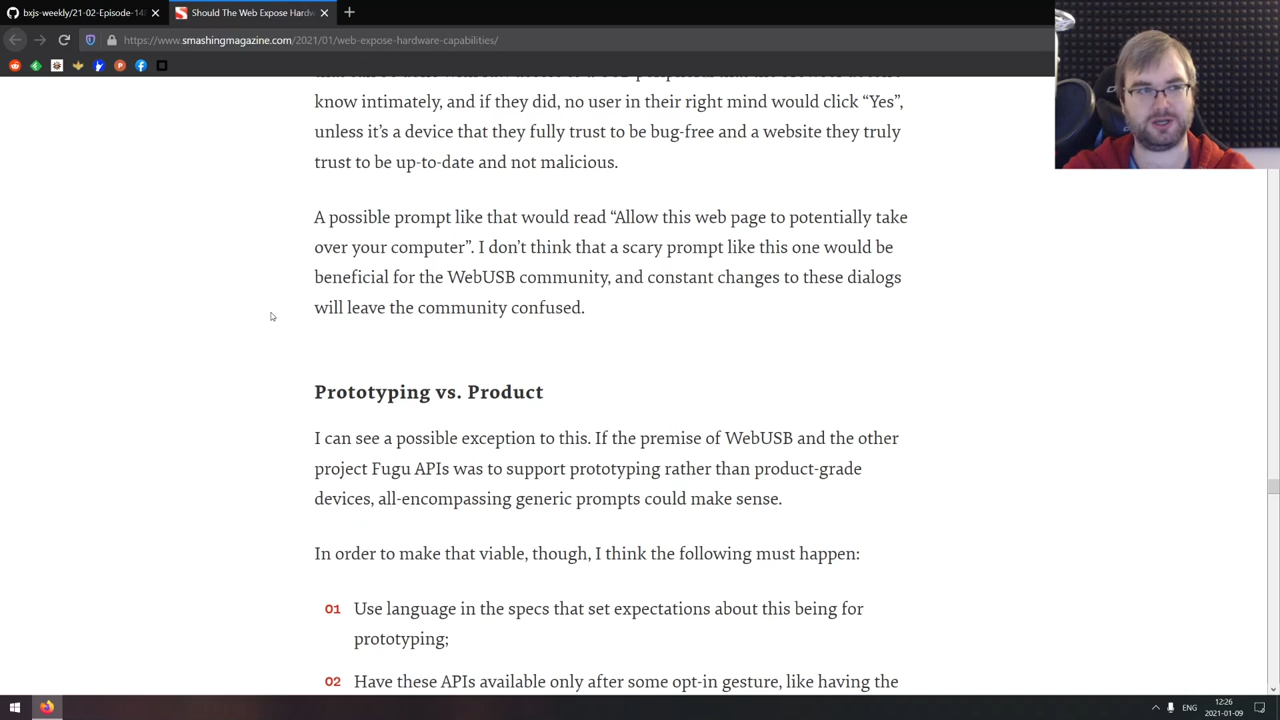 bxjs-weekly/21-02-Episode-148
Should The Web Expose Hardw
https://www.smashingmagazine.com/2021/01/web-expose-hardware-capabilities/
know intimately, and if they did, no user in their right mind would click “Yes”,
unless it’s a device that they fully trust to be bug-free and a website they truly
trust to be up-to-date and not malicious.
A possible prompt like that would read “Allow this web page to potentially take
over your computer”. I don’t think that a scary prompt like this one would be
beneficial for the WebUSB community, and constant changes to these dialogs
will leave the community confused.
Prototyping vs. Product
I can see a possible exception to this. If the premise of WebUSB and the other
project Fugu APIs was to support prototyping rather than product-grade
devices, all-encompassing generic prompts could make sense.
In order to make that viable, though, I think the following must happen:
01 Use language in the specs that set expectations about this being for
prototyping;
02 Have these APIs available only after some opt-in gesture, like having the
ENG
12:26
2021-01-09